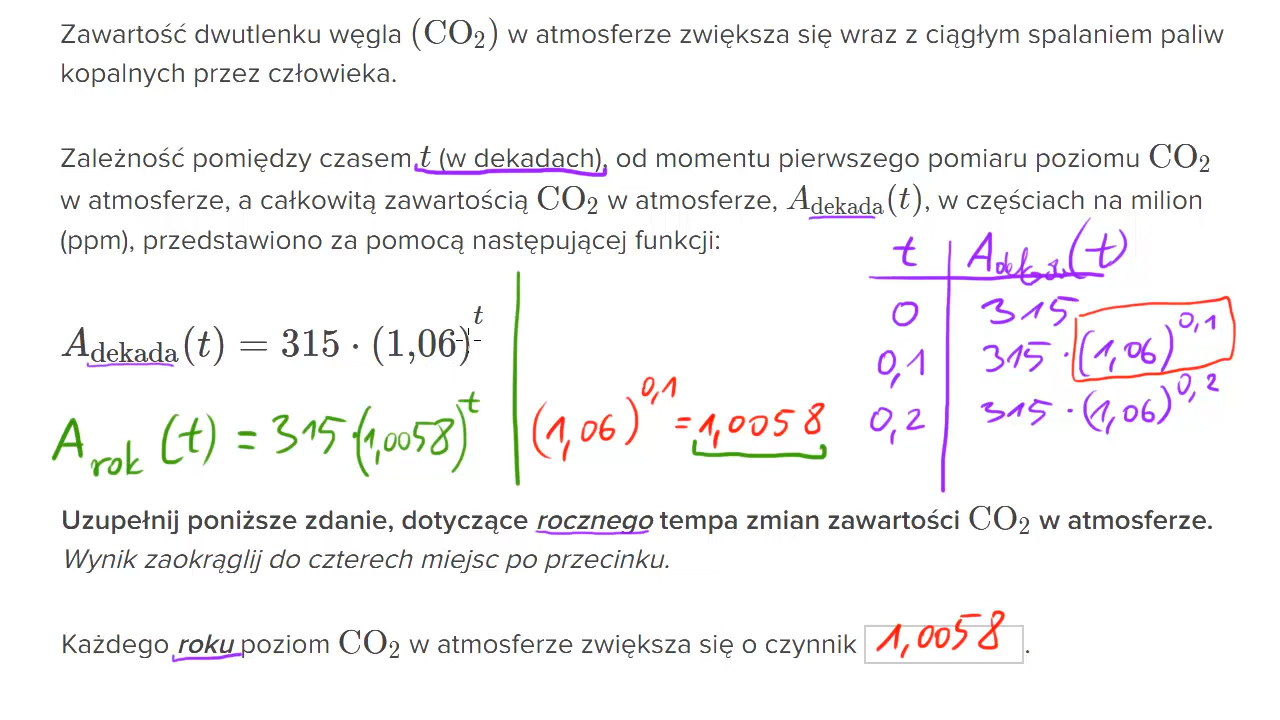 Zawartość dwutlenku węgla (CO₂) w atmosferze zwiększa się wraz z ciągłym spalaniem paliw
kopalnych przez człowieka.
Zależność pomiędzy czasem t (w dekadach), od momentu pierwszego pomiaru poziomu CO₂
w atmosferze, a całkowitą zawartością CO₂ w atmosferze, A_dekada(t), w częściach na milion
(ppm), przedstawiono za pomocą następującej funkcji:
t | A_dekada(t)
0 | 315
0,1 | 315 · (1,06)^0,1
0,2 | 315 · (1,06)^0,2
A_dekada(t) = 315 · (1,06)^t
A_rok(t) = 315 · (1,0058)^t
(1,06)^0,1 = 1,0058
Uzupełnij poniższe zdanie, dotyczące rocznego tempa zmian zawartości CO₂ w atmosferze.
Wynik zaokrąglij do czterech miejsc po przecinku.
Każdego roku poziom CO₂ w atmosferze zwiększa się o czynnik 1,0058.